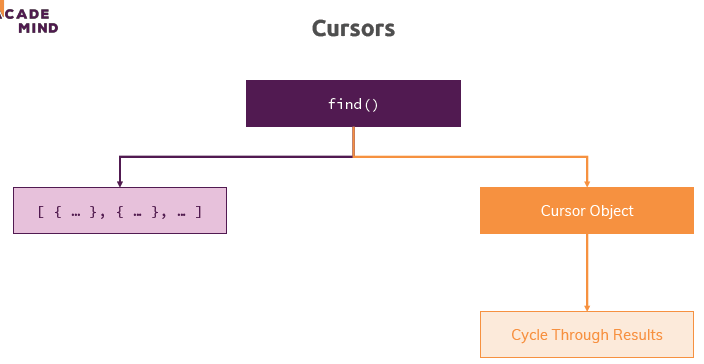 CADE
MIND
Cursors
find()
[ { … }, { … }, … ]
Cursor Object
Cycle Through Results